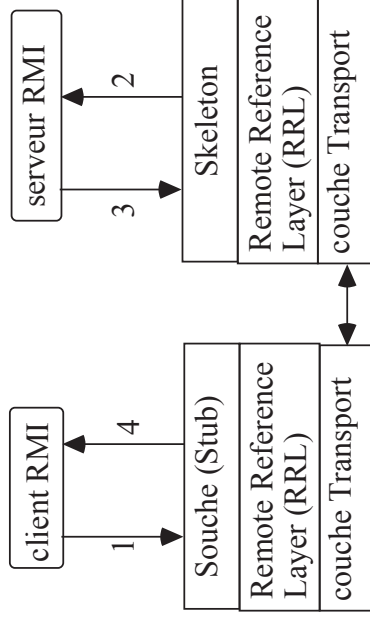 client RMI
1
4
Souche (Stub)
Remote Reference
Layer (RRL)
couche Transport
serveur RMI
3
2
Skeleton
Remote Reference
Layer (RRL)
couche Transport